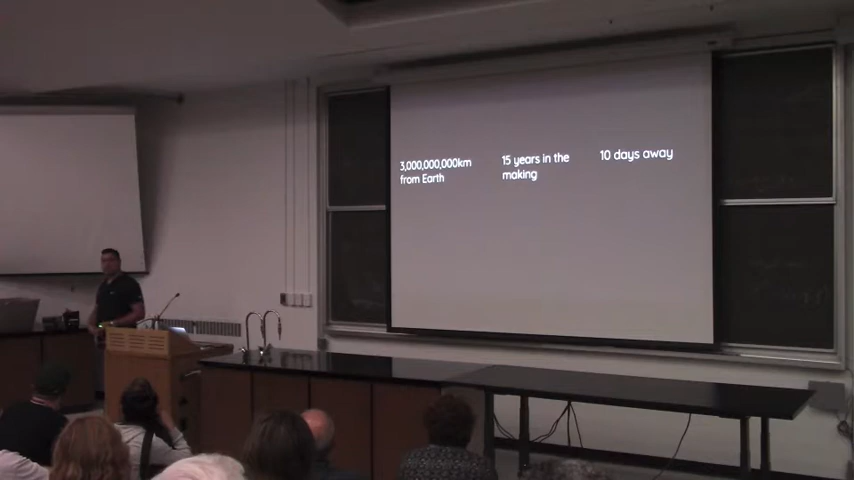 3,000,000,000km
from Earth
15 years in the
making
10 days away